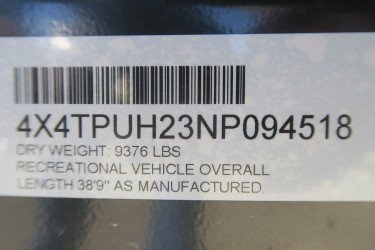 4X4TPUH23NP094518
DRY WEIGHT: 9376 LBS
RECREATIONAL VEHICLE OVERALL
LENGTH 38'9" AS MANUFACTURED.